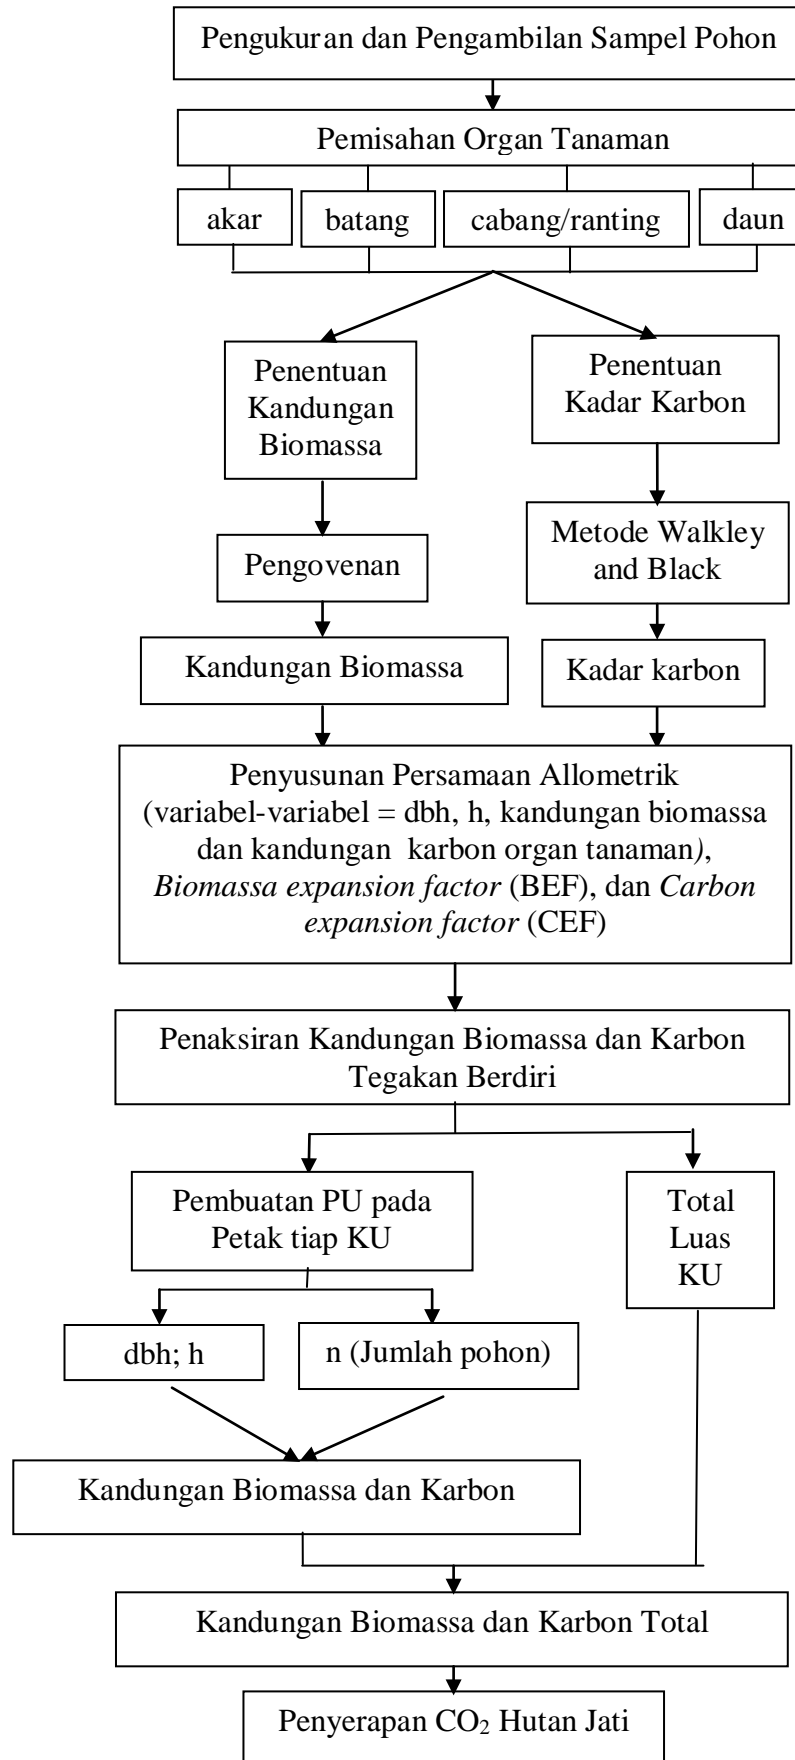 Pengukuran dan Pengambilan Sampel Pohon
Pemisahan Organ Tanaman
akar
batang
cabang/ranting
daun
Penentuan
Kandungan
Biomassa
Penentuan
Kadar Karbon
Pengovenan
Metode Walkley
and Black
Kandungan Biomassa
Kadar karbon
Penyusunan Persamaan Allometrik
(variabel-variabel = dbh, h, kandungan biomassa
dan kandungan karbon organ tanaman),
Biomassa expansion factor (BEF), dan Carbon
expansion factor (CEF)
Penaksiran Kandungan Biomassa dan Karbon
Tegakan Berdiri
Pembuatan PU pada
Petak tiap KU
Total
Luas
KU
dbh; h
n (Jumlah pohon)
Kandungan Biomassa dan Karbon
Kandungan Biomassa dan Karbon Total
Penyerapan CO₂ Hutan Jati